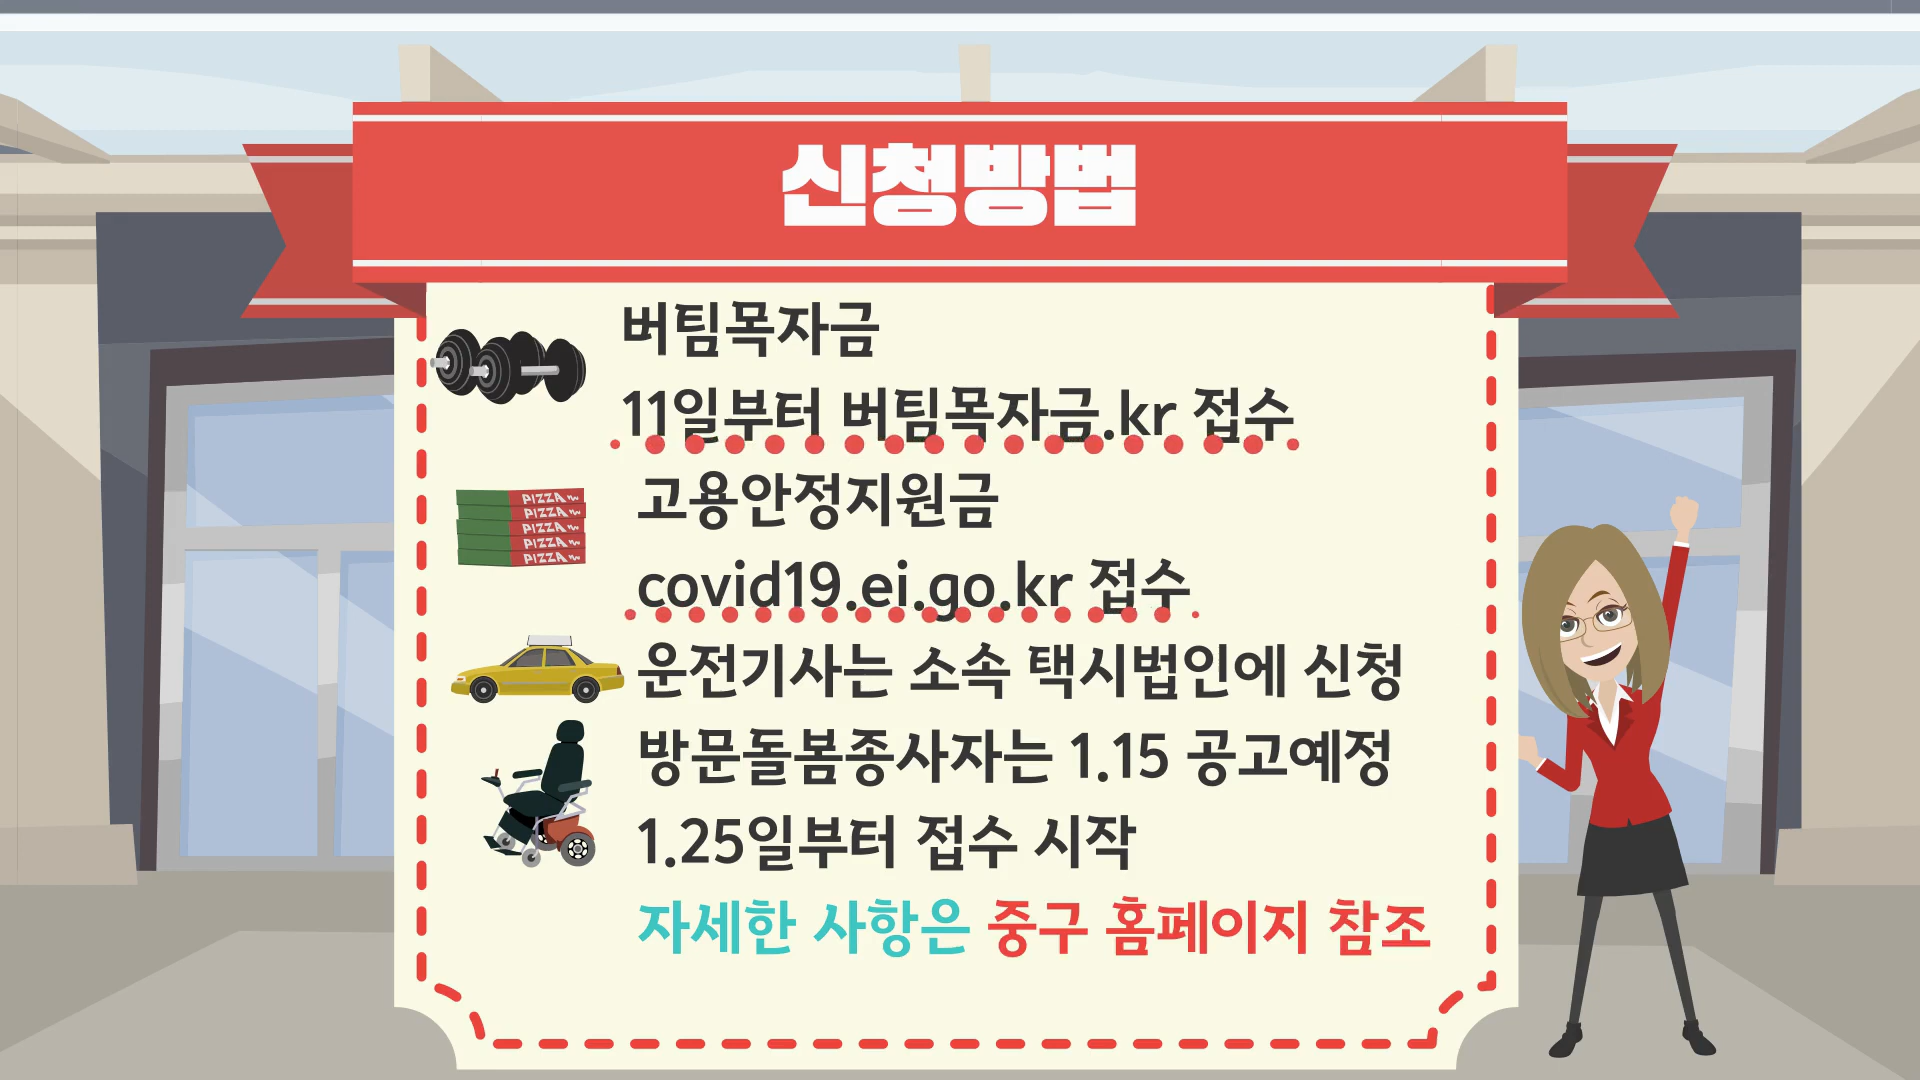 신청방법
버팀목자금
11일부터 버팀목자금.kr 접수
고용안정지원금
PIZZA
PIZZA
PIZZA
PIZZA
PIZZA
covid19.ei.go.kr 접수
운전기사는 소속 택시법인에 신청
방문돌봄종사자는 1.15 공고예정
1.25일부터 접수 시작
자세한 사항은 중구 홈페이지 참조